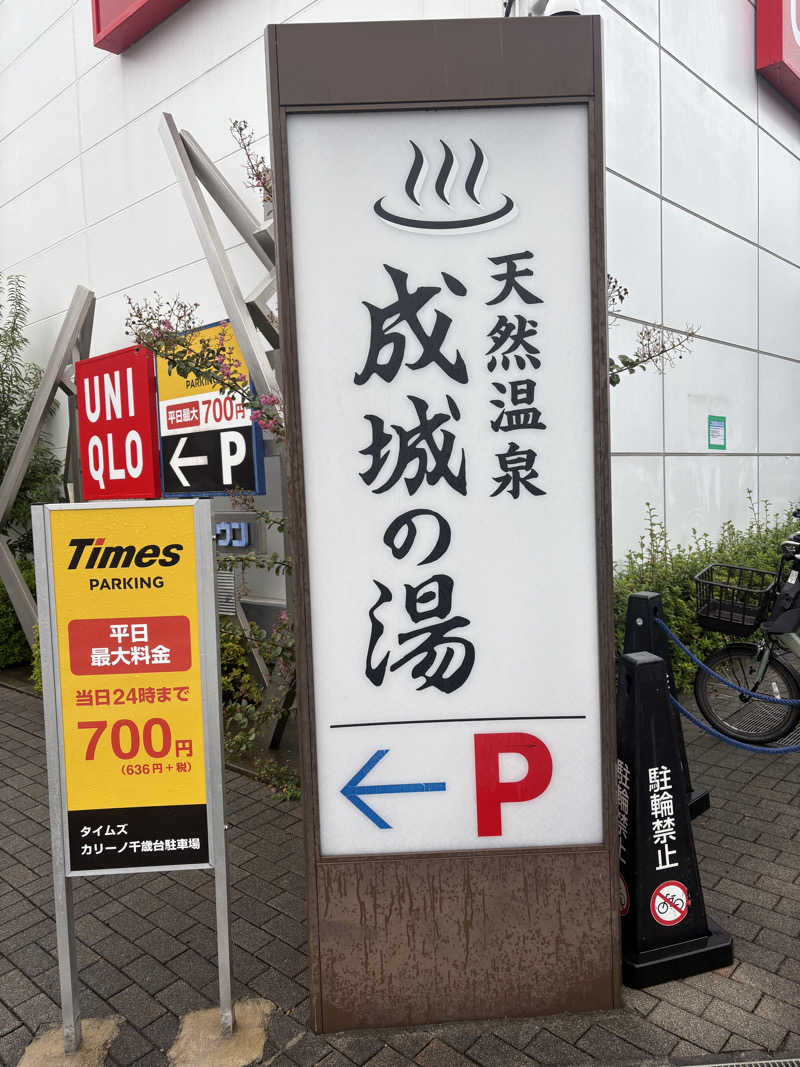 天然温泉
成城の湯
← P
UNI
QLO
PARKING
平日最大700円
← P
Times
PARKING
平日
最大料金
当日24時まで
700円
(636円+税)
タイムズ
カリーノ千歳台駐車場
駐輪禁止
駐輪禁止